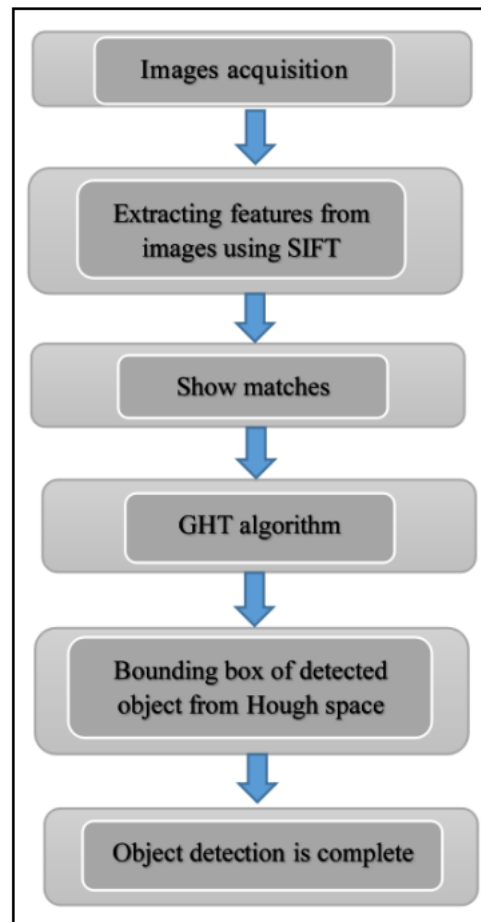 Images acquisition
Extracting features from
images using SIFT
Show matches
GHT algorithm
Bounding box of detected
object from Hough space
Object detection is complete